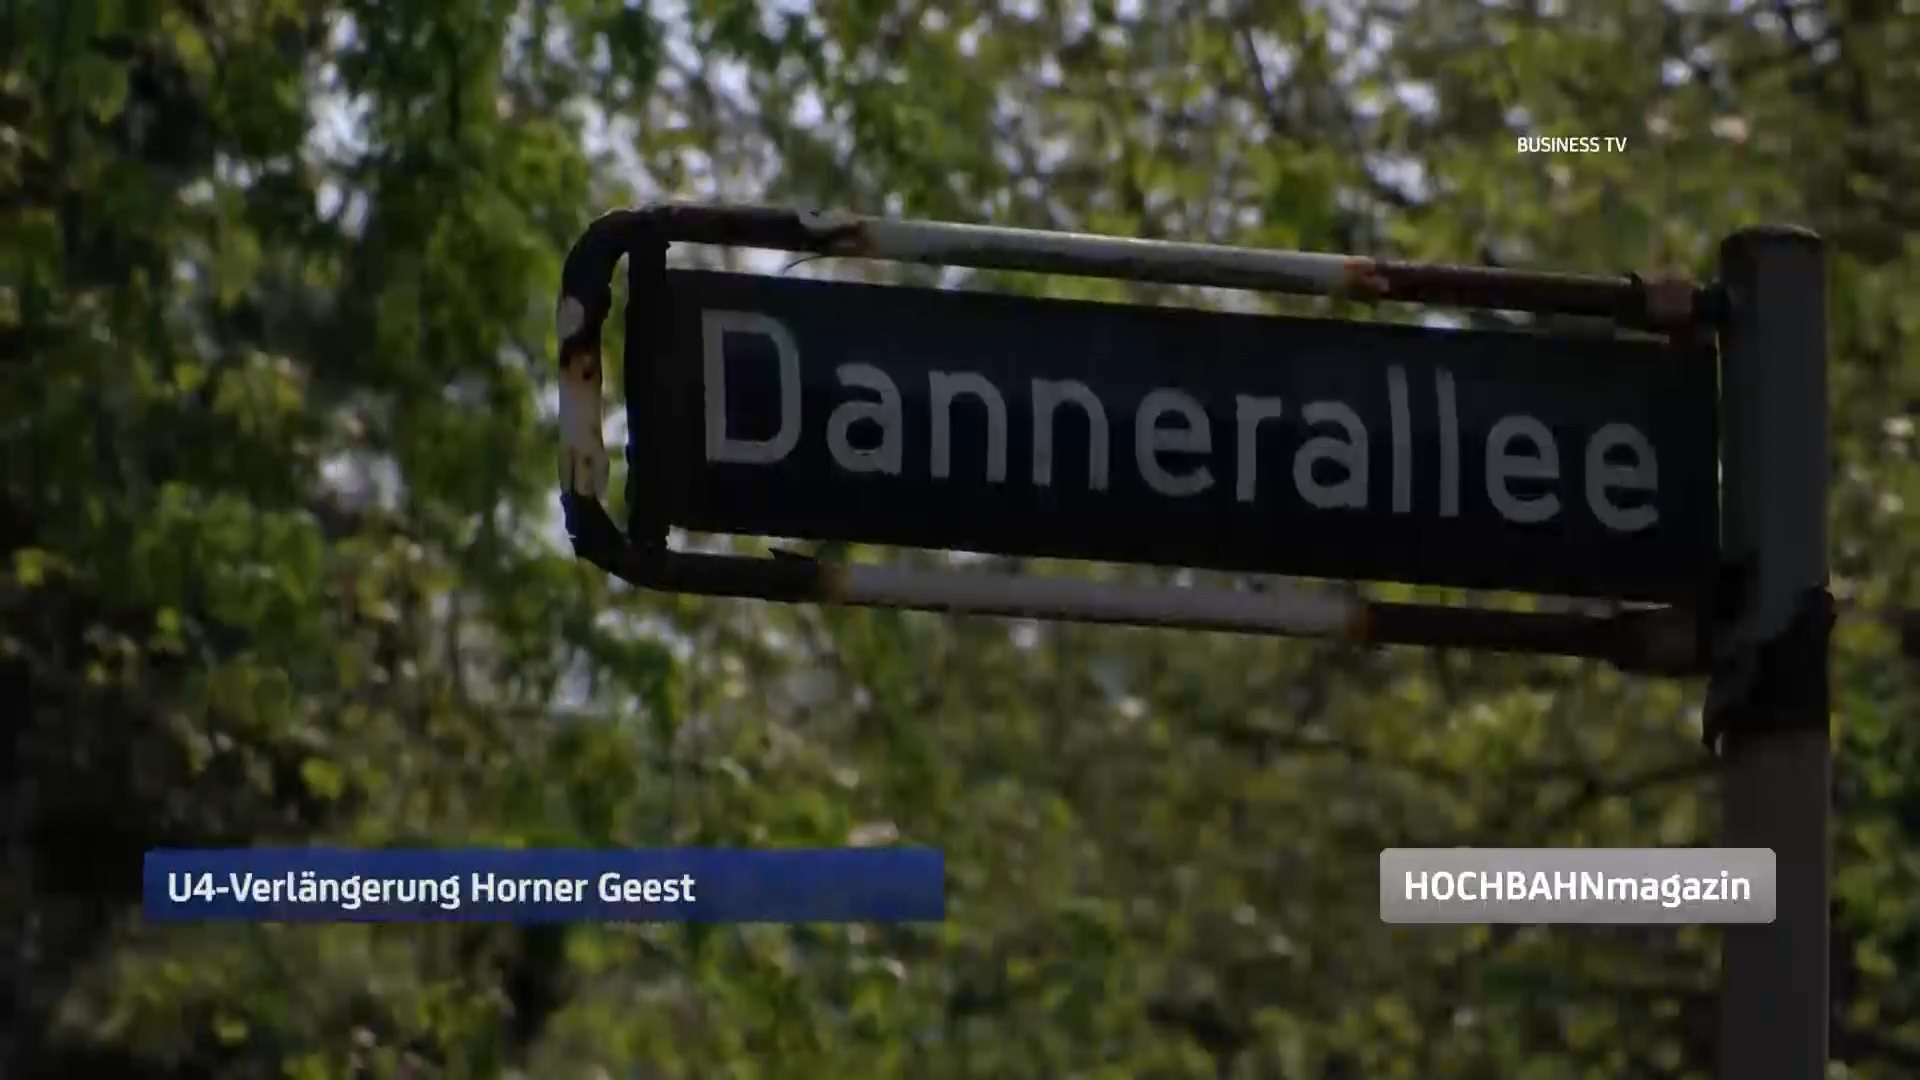 BUSINESS TV
Dannerallee
U4-Verlängerung Horner Geest
HOCHBAHNmagazin